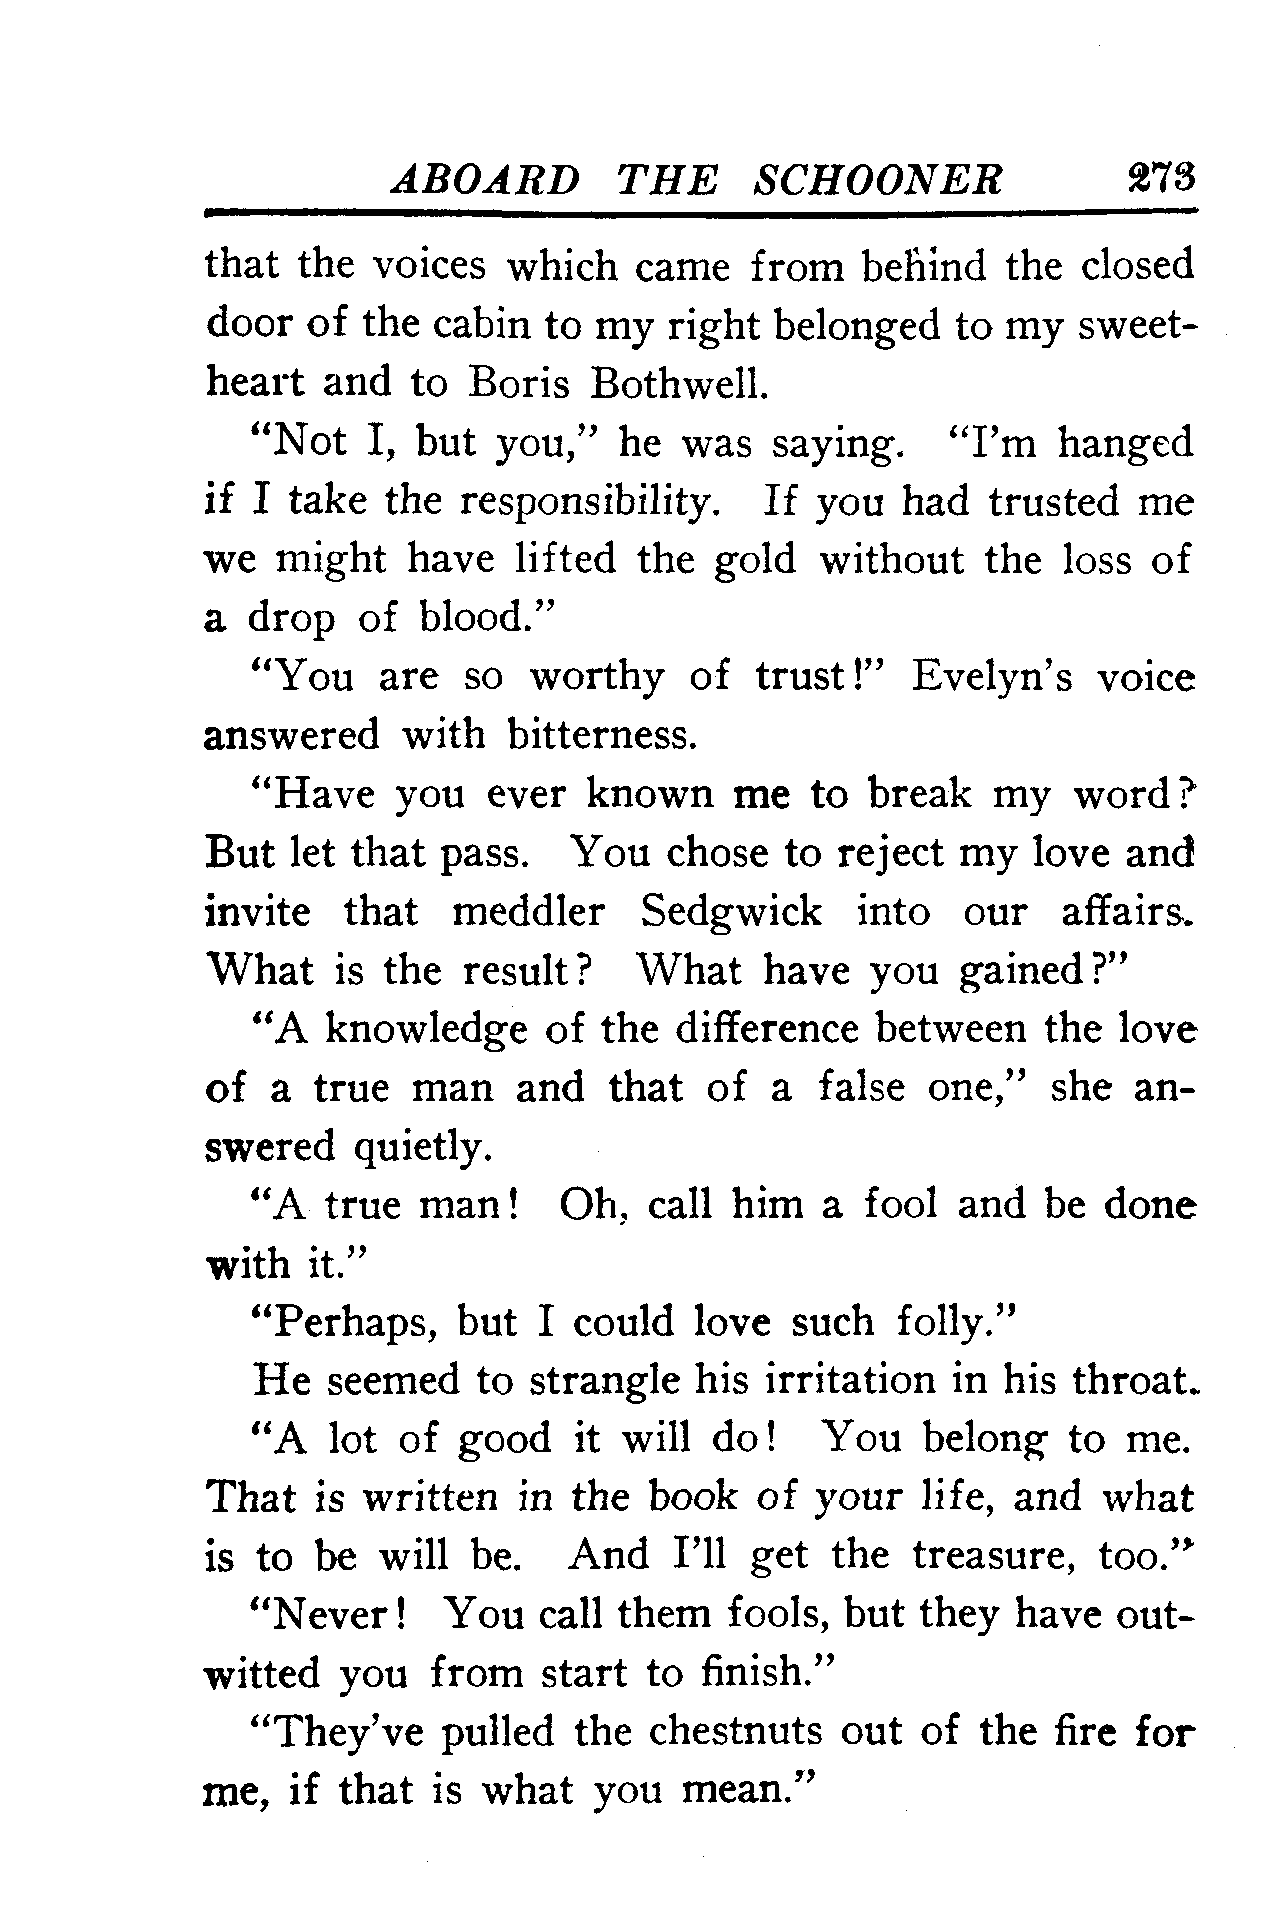 ABOARD THE SCHOONER 273
that the voices which came from behind the closed
door of the cabin to my right belonged to my sweet-
heart and to Boris Bothwell.
“Not I, but you,” he was saying. “I’m hanged
if I take the responsibility. If you had trusted me
we might have lifted the gold without the loss of
a drop of blood.”
“You are so worthy of trust!” Evelyn’s voice
answered with bitterness.
“Have you ever known me to break my word?
But let that pass. You chose to reject my love and
invite that meddler Sedgwick into our affairs.
What is the result? What have you gained?”
“A knowledge of the difference between the love
of a true man and that of a false one,” she an-
swered quietly.
“A true man! Oh, call him a fool and be done
with it.”
“Perhaps, but I could love such folly.”
He seemed to strangle his irritation in his throat.
“A lot of good it will do! You belong to me.
That is written in the book of your life, and what
is to be will be. And I’ll get the treasure, too.”
“Never! You call them fools, but they have out-
witted you from start to finish.”
“They’ve pulled the chestnuts out of the fire for
me, if that is what you mean.”